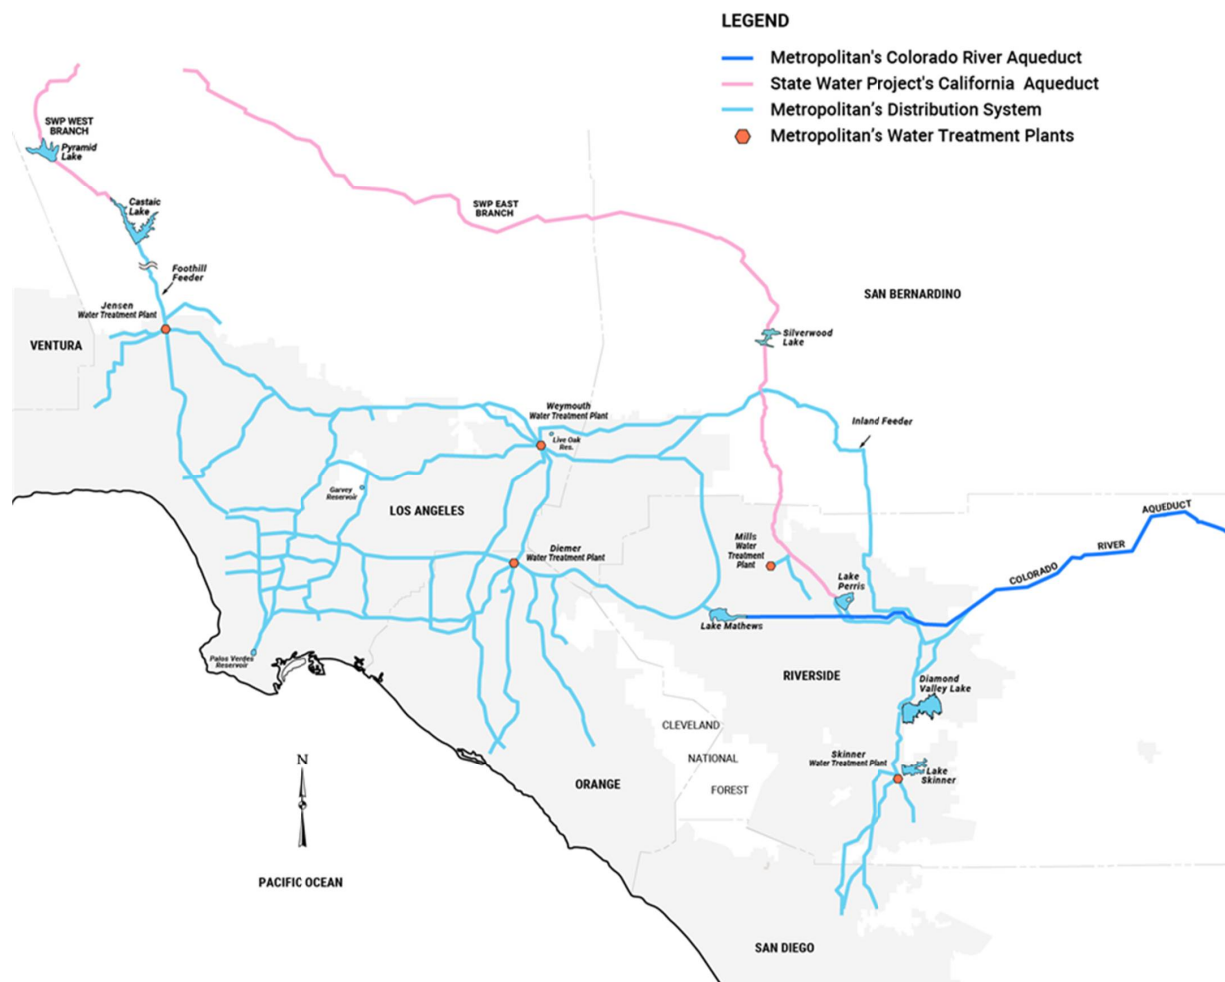 LEGEND
Metropolitan's Colorado River Aqueduct
State Water Project's California Aqueduct
Metropolitan's Distribution System
Metropolitan's Water Treatment Plants
SWP WEST
BRANCH
Pyramid
Lake
Castaic
Lake
SWP EAST
BRANCH
Foothill
Feeder
SAN BERNARDINO
Jensen
Water Treatment Plant
VENTURA
Silverwood
Lake
Weymouth
Water Treatment Plant
Live Oak
Res.
Inland Feeder
Garvey
Reservoir
LOS ANGELES
AQUEDUCT
RIVER
COLORADO
Mills
Water
Treatment
Plant
Diemer
Water Treatment Plant
Lake
Perris
Lake Mathews
Palos Verdes
Reservoir
RIVERSIDE
Diamond
Valley Lake
CLEVELAND
NATIONAL
FOREST
Skinner
Water Treatment Plant
Lake
Skinner
N
ORANGE
PACIFIC OCEAN
SAN DIEGO